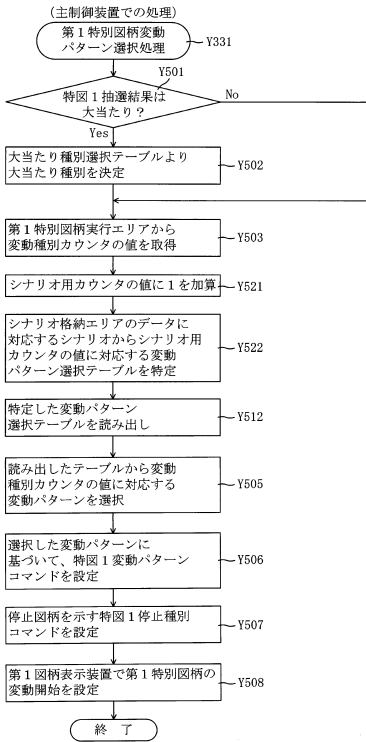 (主制御装置での処理)
第1特別図柄変動
パターン選択処理
Y331
Y501
特図1抽選結果は
大当たり?
No
Yes
大当たり種別選択テーブルより
大当たり種別を決定
Y502
第1特別図柄実行エリアから
変動種別カウンタの値を取得
Y503
シナリオ用カウンタの値に1を加算
Y521
シナリオ格納エリアのデータに
対応するシナリオからシナリオ用
カウンタの値に対応する変動
パターン選択テーブルを特定
Y522
特定した変動パターン
選択テーブルを読み出し
Y512
読み出したテーブルから変動
種別カウンタの値に対応する
変動パターンを選択
Y505
選択した変動パターンに
基づいて、特図1変動パターン
コマンドを設定
Y506
停止図柄を示す特図1停止種別
コマンドを設定
Y507
第1図柄表示装置で第1特別図柄の
変動開始を設定
Y508
終 了